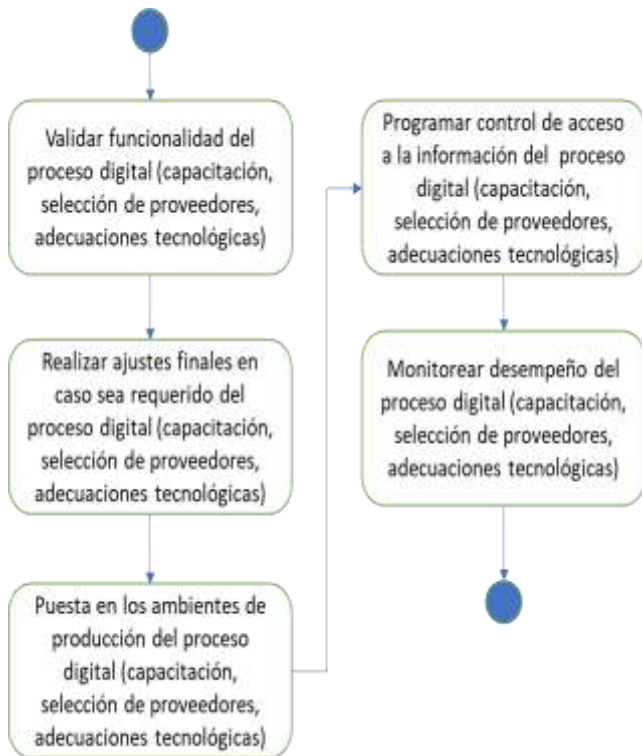 Validar funcionalidad del
proceso digital (capacitación,
selección de proveedores,
adecuaciones tecnológicas)
Realizar ajustes finales en
caso sea requerido del
proceso digital (capacitación,
selección de proveedores,
adecuaciones tecnológicas)
Puesta en los ambientes de
producción del proceso
digital (capacitación,
selección de proveedores,
adecuaciones tecnológicas)
Programar control de acceso
a la información del proceso
digital (capacitación,
selección de proveedores,
adecuaciones tecnológicas)
Monitorear desempeño del
proceso digital (capacitación,
selección de proveedores,
adecuaciones tecnológicas)